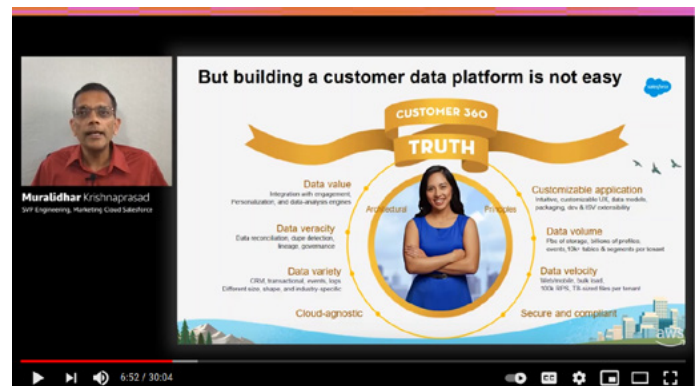 But building a customer data platform is not easy
salesforce
CUSTOMER 360
TRUTH
Muralidhar Krishnaprasad
SVP Engineering, Marketing Cloud Salesforce
Data value
Integration with engagement,
Personalization, and data-analysis engines
Architectural
Principles
Customizable application
Intuitive, customizable UX, data models,
packaging, dev & ISV extensibility
Data veracity
Data reconciliation, dupe detection,
lineage, governance
Data volume
PBs of storage, billions of profiles,
events, 10k+ tables & segments per tenant
Data variety
CRM, transactional, events, logs
Different size, shape, and industry-specific
Data velocity
Web/mobile, bulk load,
100k RPS, TB-sized files per tenant
Cloud-agnostic
Secure and compliant
aws
6:52 / 30:04
CC